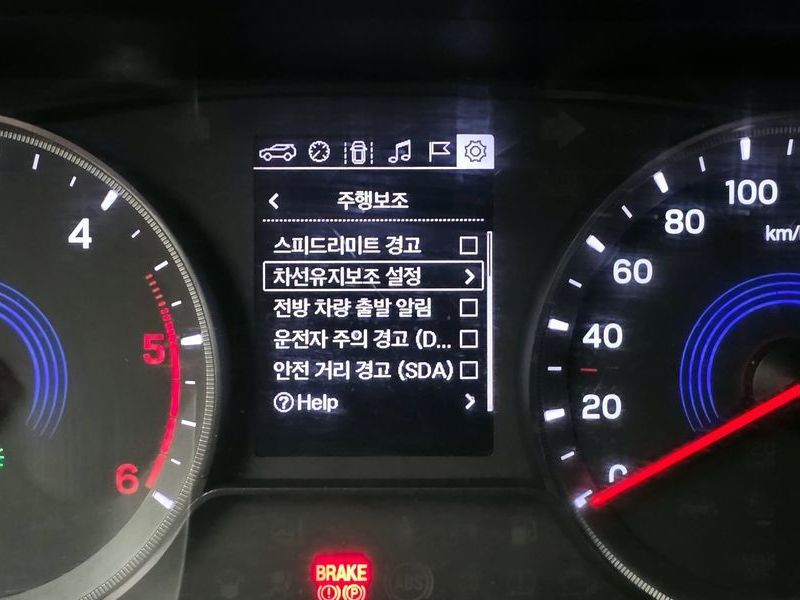 주행보조
스피드리미트 경고
차선유지보조 설정
전방 차량 출발 알림
운전자 주의 경고 (D...
안전 거리 경고 (SDA)
? Help
4
5
6
100
80
60
40
20
0
km/
BRAKE
(!) (P)
ABS